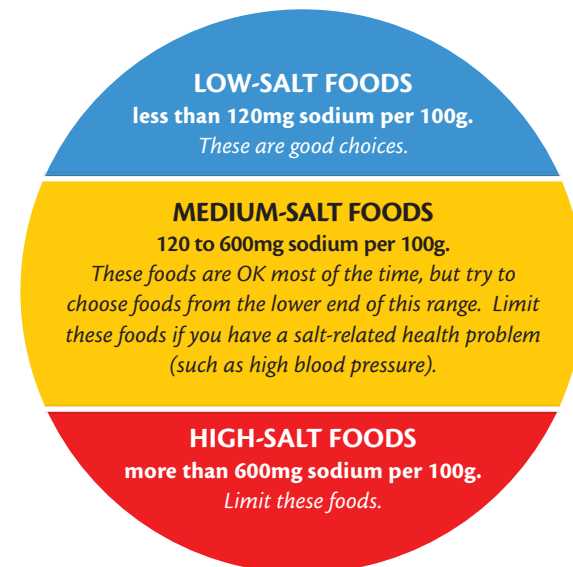 LOW-SALT FOODS
less than 120mg sodium per 100g.
These are good choices.
MEDIUM-SALT FOODS
120 to 600mg sodium per 100g.
These foods are OK most of the time, but try to
choose foods from the lower end of this range.  Limit
these foods if you have a salt-related health problem
(such as high blood pressure).
HIGH-SALT FOODS
more than 600mg sodium per 100g.
Limit these foods.